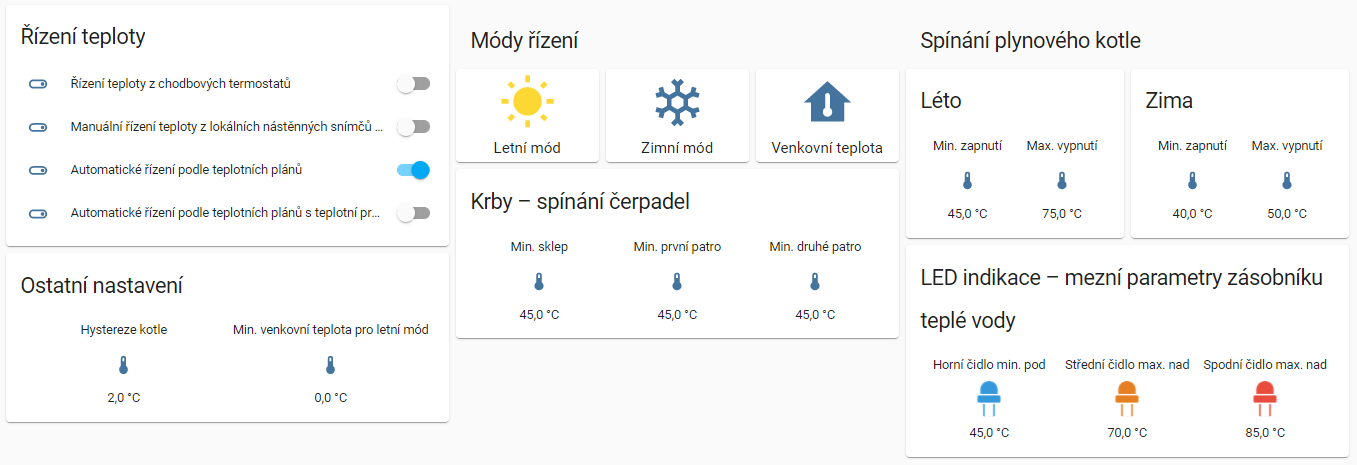 Řízení teploty
Řízení teploty z chodbových termostatů
Manuální řízení teploty z lokálních nástěnných snímčů ...
Automatické řízení podle teplotních plánů
Automatické řízení podle teplotních plánů s teplotní pr...
Ostatní nastavení
Hystereze kotle Min. venkovní teplota pro letní mód
2,0 °C 0,0 °C
Módy řízení
Letní mód Zimní mód Venkovní teplota
Krby – spínání čerpadel
Min. sklep Min. první patro Min. druhé patro
45,0 °C 45,0 °C 45,0 °C
Spínání plynového kotle
Léto
Min. zapnutí Max. vypnutí
45,0 °C 75,0 °C
Zima
Min. zapnutí Max. vypnutí
40,0 °C 50,0 °C
LED indikace – mezní parametry zásobníku
teplé vody
Horní čidlo min. pod Střední čidlo max. nad Spodní čidlo max. nad
45,0 °C 70,0 °C 85,0 °C